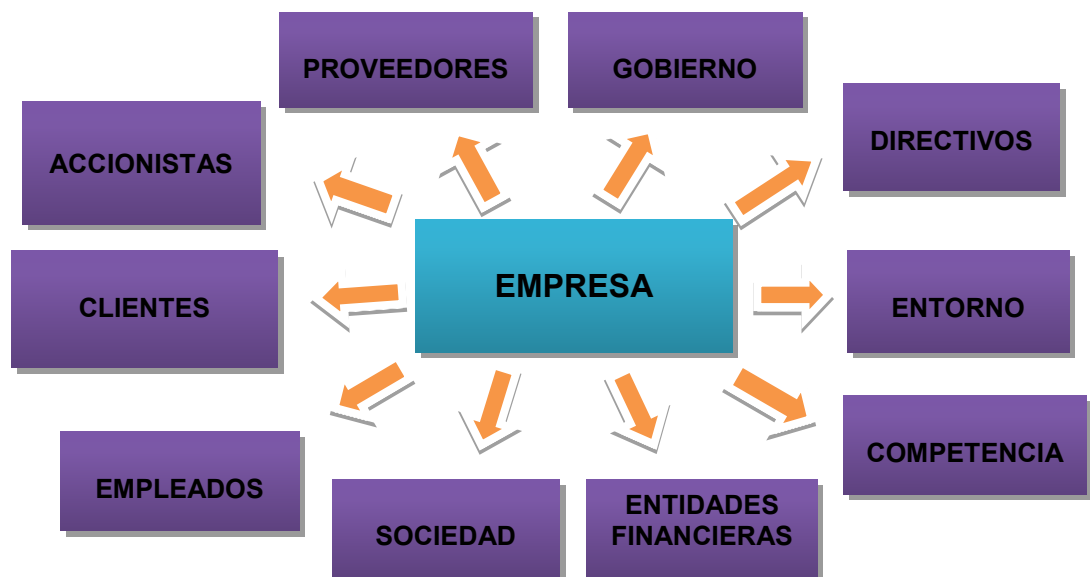 PROVEEDORES
GOBIERNO
ACCIONISTAS
DIRECTIVOS
CLIENTES
EMPRESA
ENTORNO
EMPLEADOS
COMPETENCIA
SOCIEDAD
ENTIDADES
FINANCIERAS